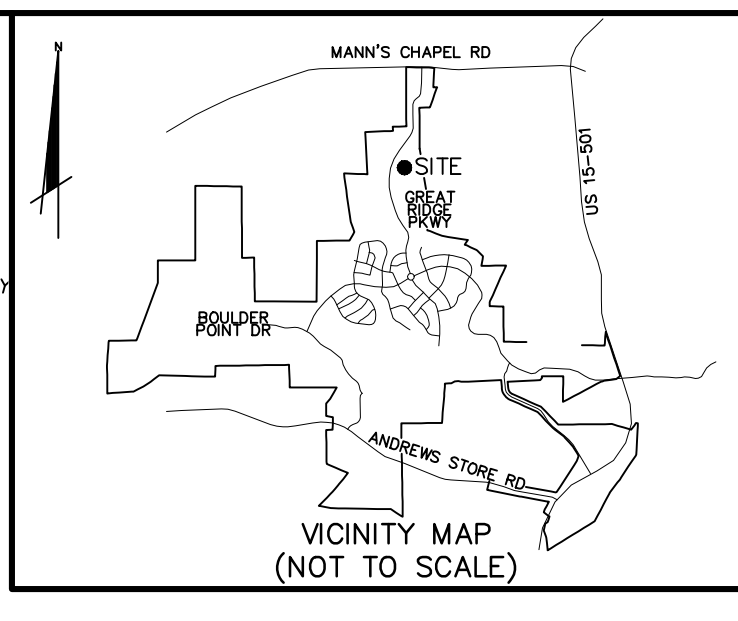 N
MANN'S CHAPEL RD
US 15-501
SITE
GREAT
RIDGE
PKWY
Y
BOULDER
POINT DR
ANDREWS STORE RD
VICINITY MAP
(NOT TO SCALE)